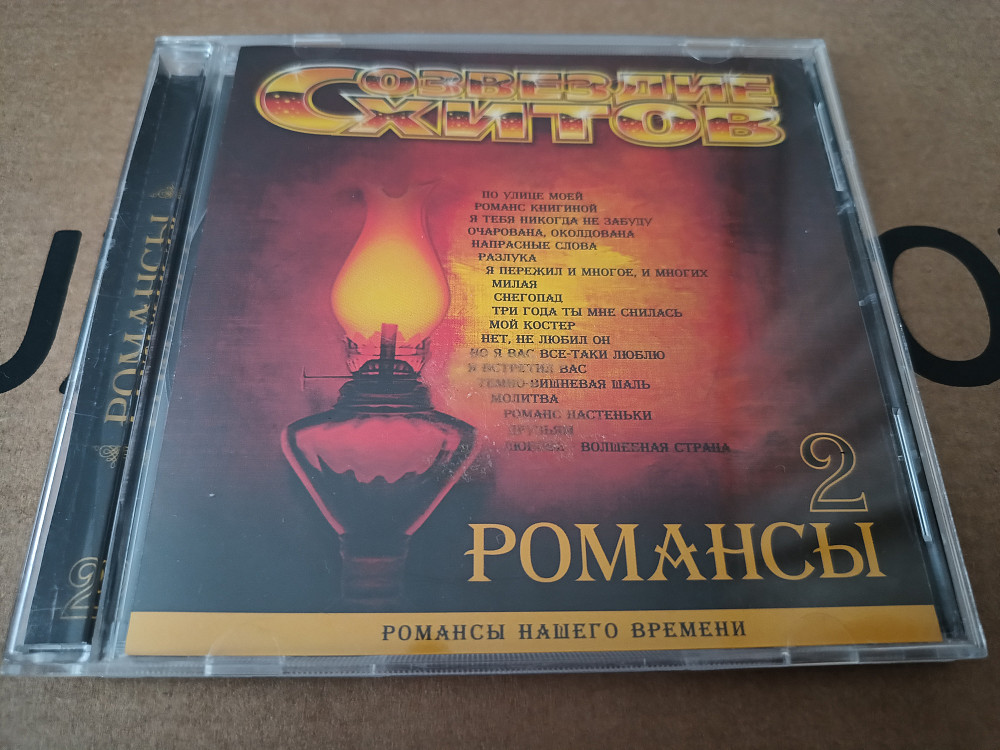 СОЗВЕЗДИЕ
ХИТОВ
ПО УЛИЦЕ МОЕЙ
РОМАНС КНИГИНОЙ
Я ТЕБЯ НИКОГДА НЕ ЗАБУДУ
ОЧАРОВАНА, ОКОЛДОВАНА
НАПРАСНЫЕ СЛОВА
РАЗЛУКА
Я ПЕРЕЖИЛ И МНОГОЕ, И МНОГИХ
МИЛАЯ
СНЕГОПАД
ТРИ ГОДА ТЫ МНЕ СНИЛАСЬ
МОЙ КОСТЕР
НЕТ, НЕ ЛЮБИЛ ОН
НО Я ВАС ВСЕ-ТАКИ ЛЮБЛЮ
Я ВСТРЕТИЛ ВАС
ТЕМНО-ВИШНЕВАЯ ШАЛЬ
МОЛИТВА
РОМАНС НАСТЕНЬКИ
ДРУЗЬЯМ
ЛЮБОВЬ - ВОЛШЕБНАЯ СТРАНА
2
РОМАНСЫ
РОМАНСЫ НАШЕГО ВРЕМЕНИ
РОМАНСЫ
2